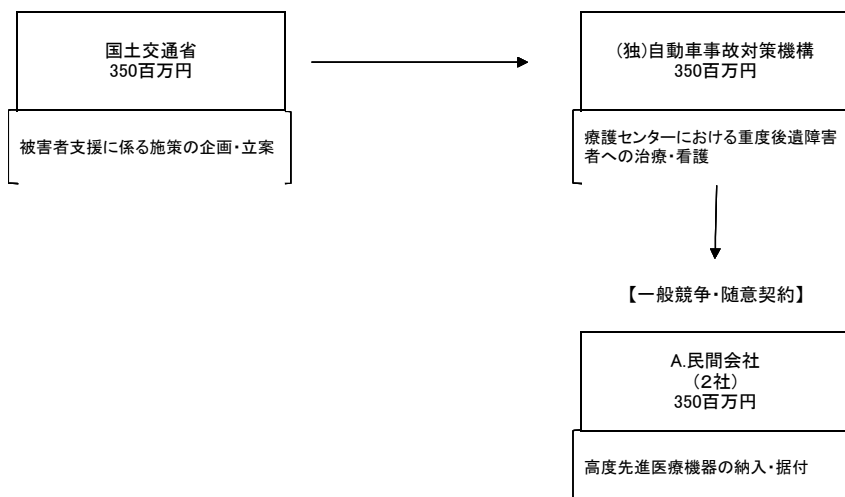 国土交通省
350百万円
被害者支援に係る施策の企画・立案
(独)自動車事故対策機構
350百万円
療護センターにおける重度後遺障害
者への治療・看護
【一般競争・随意契約】
A.民間会社
(2社)
350百万円
高度先進医療機器の納入・据付